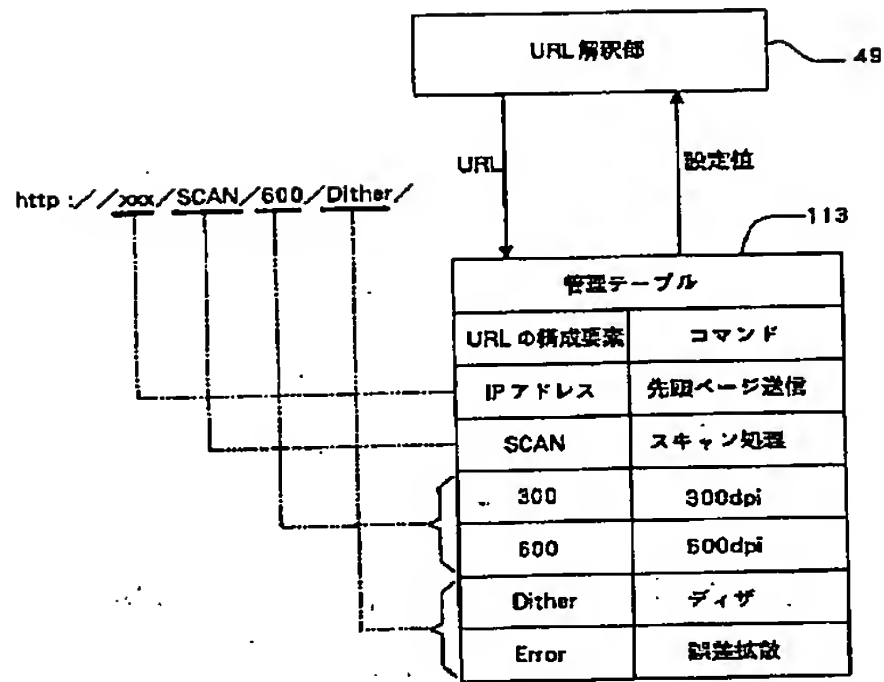 URL解釈部
49
URL
設定値
http://xxx/SCAN/600/Dither/
113
管理テーブル
URLの構成要素 コマンド
IPアドレス 先頭ページ送信
SCAN スキャン処理
300 300dpi
600 600dpi
Dither ディザ
Error 誤差拡散